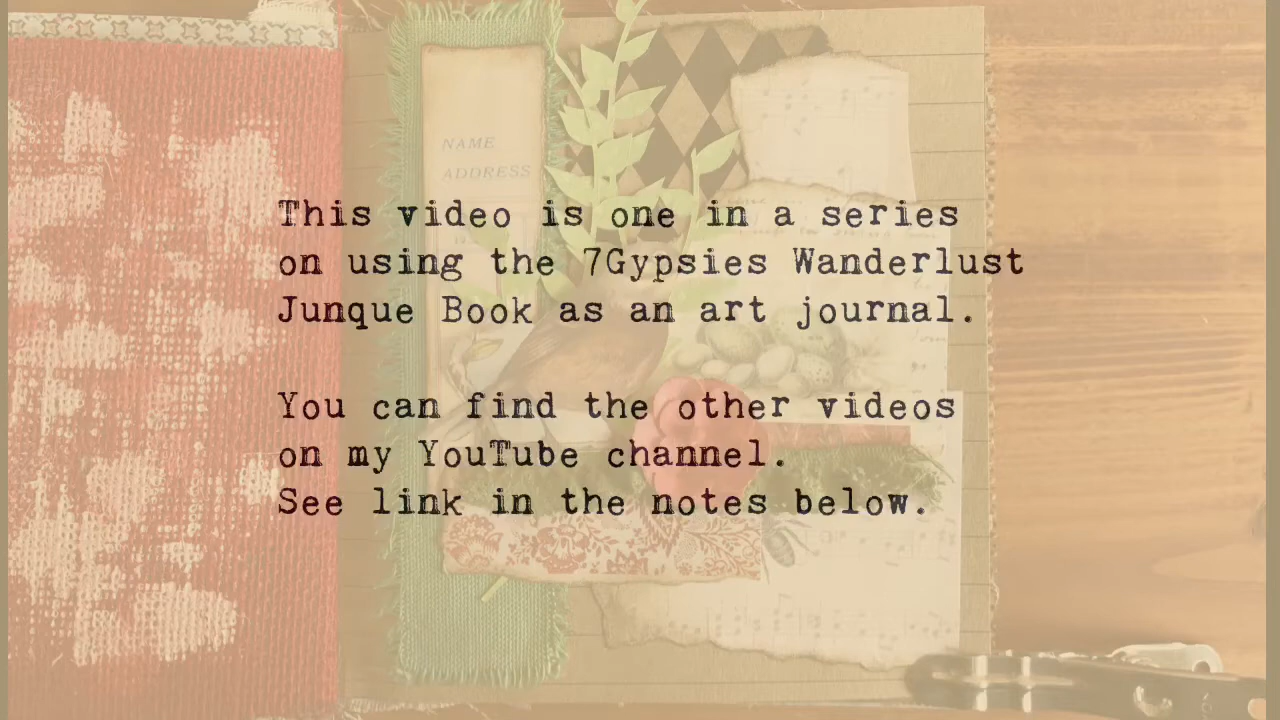 NAME
ADDRESS
This video is one in a series
on using the 7Gypsies Wanderlust
Junque Book as an art journal.
You can find the other videos
on my YouTube channel.
See link in the notes below.